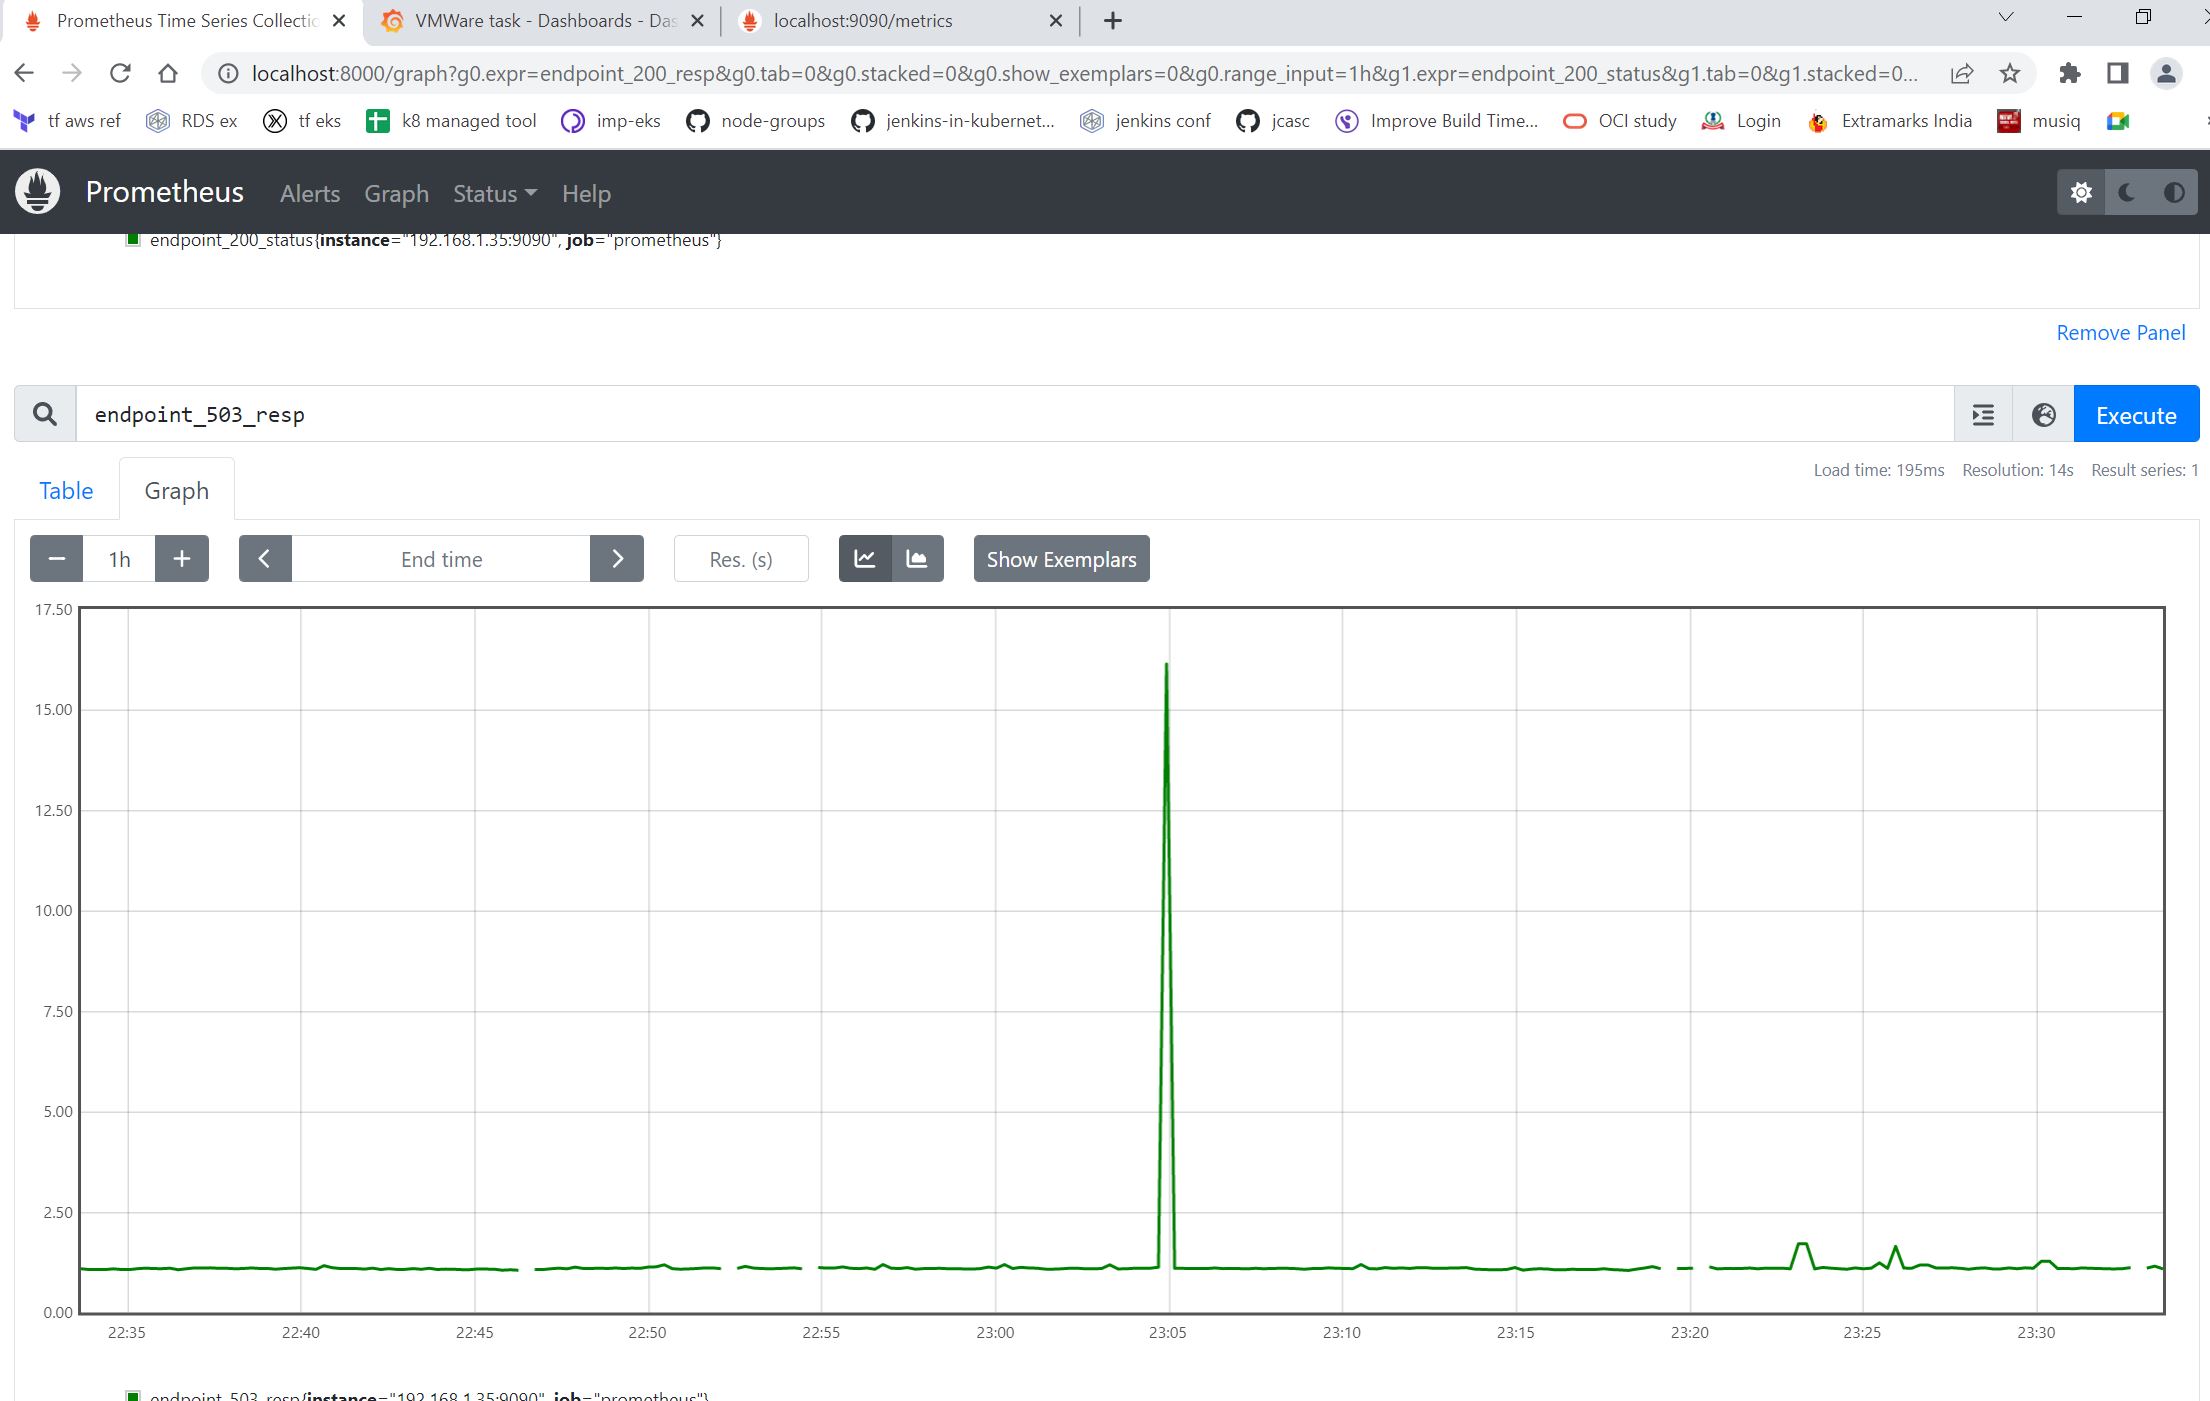 Prometheus Time Series Collectio
VMWare task - Dashboards - Das
localhost:9090/metrics
localhost:8000/graph?g0.expr=endpoint_200_resp&g0.tab=0&g0.stacked=0&g0.show_exemplars=0&g0.range_input=1h&g1.expr=endpoint_200_status&g1.tab=0&g1.stacked=0...
tf aws ref RDS ex tf eks k8 managed tool imp-eks node-groups jenkins-in-kubernet... jenkins conf jcasc Improve Build Time... OCI study Login Extramarks India musiq
Prometheus Alerts Graph Status Help
endpoint_200_status{instance="192.168.1.35:9090", job="prometheus"}
Remove Panel
endpoint_503_resp
Execute
Load time: 195ms Resolution: 14s Result series: 1
Table Graph
1h End time Res. (s) Show Exemplars
17.50
15.00
12.50
10.00
7.50
5.00
2.50
0.00
22:35 22:40 22:45 22:50 22:55 23:00 23:05 23:10 23:15 23:20 23:25 23:30
endpoint_503_resp{instance="192.168.1.35:9090", job="prometheus"}